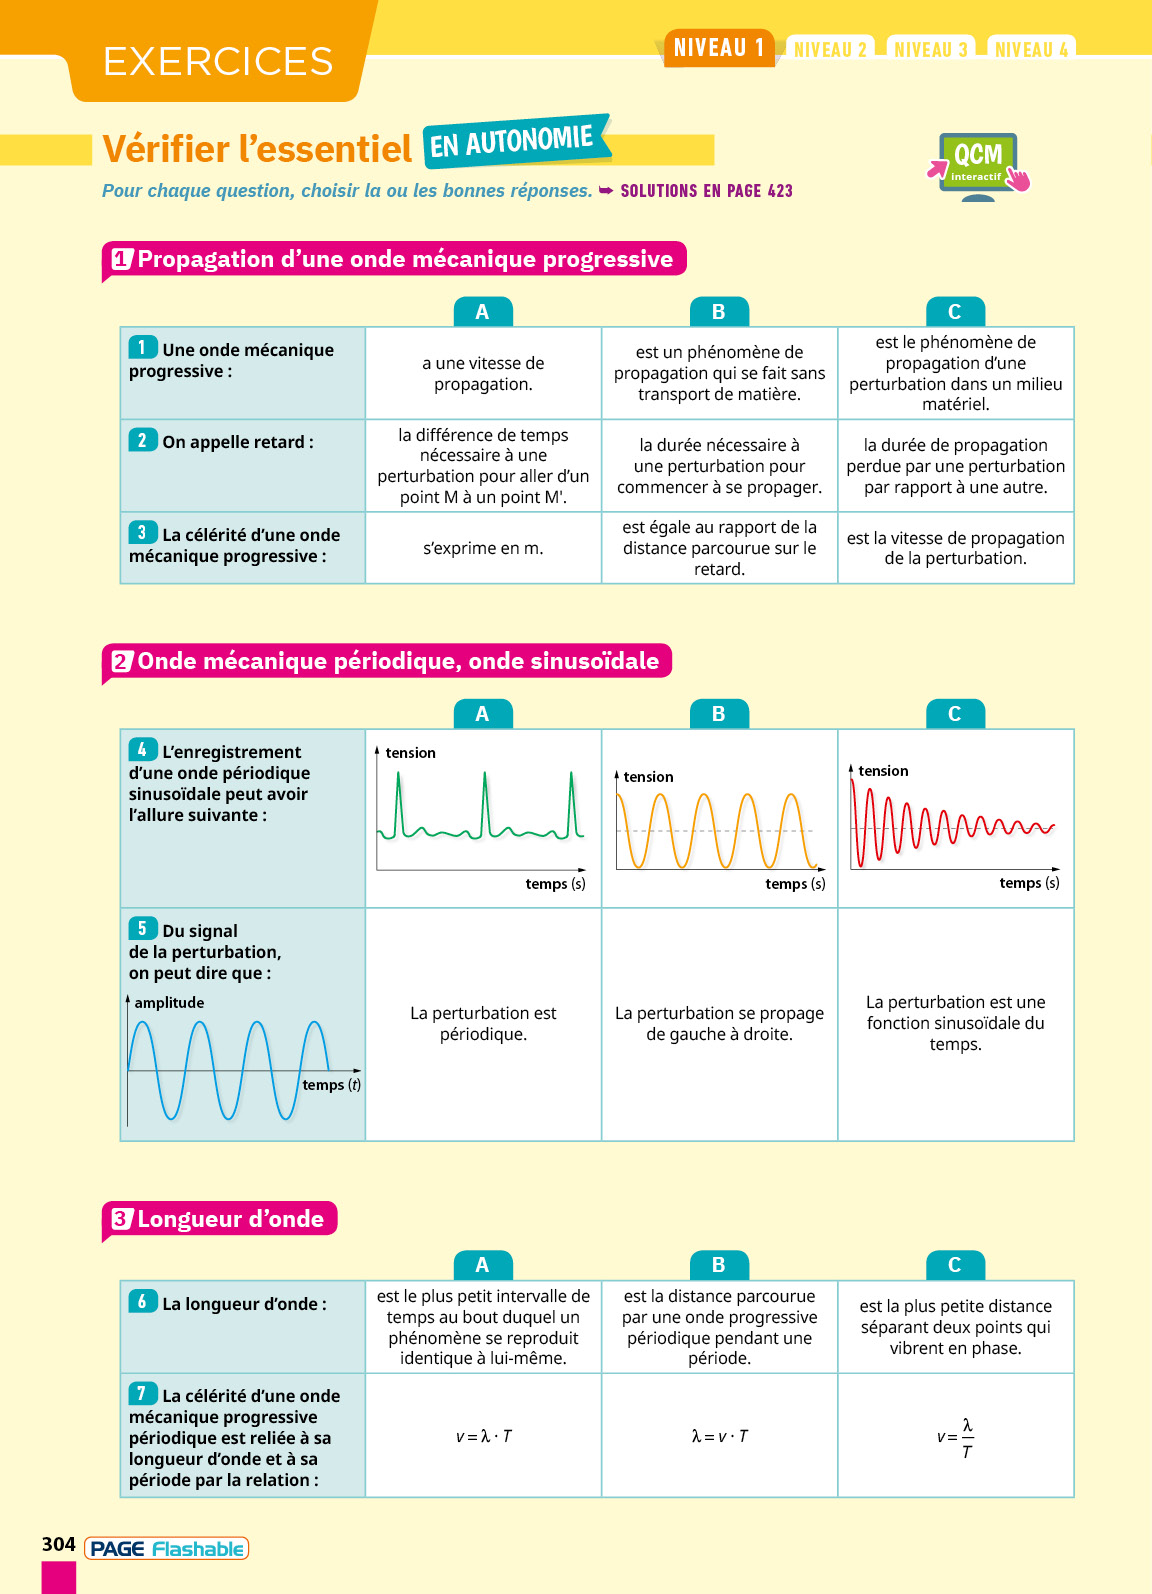 EXERCICES
NIVEAU 1
NIVEAU 2
NIVEAU 3
NIVEAU 4
Vérifier l’essentiel
EN AUTONOMIE
Pour chaque question, choisir la ou les bonnes réponses. ➥ SOLUTIONS EN PAGE 423
QCM
interactif
1 Propagation d’une onde mécanique progressive
A
B
C
1 Une onde mécanique
progressive :
a une vitesse de
propagation.
est un phénomène de
propagation qui se fait sans
transport de matière.
est le phénomène de
propagation d’une
perturbation dans un milieu
matériel.
2 On appelle retard :
la différence de temps
nécessaire à une
perturbation pour aller d’un
point M à un point M'.
la durée nécessaire à
une perturbation pour
commencer à se propager.
la durée de propagation
perdue par une perturbation
par rapport à une autre.
3 La célérité d’une onde
mécanique progressive :
s’exprime en m.
est égale au rapport de la
distance parcourue sur le
retard.
est la vitesse de propagation
de la perturbation.
2 Onde mécanique périodique, onde sinusoïdale
A
B
C
4 L’enregistrement
d’une onde périodique
sinusoïdale peut avoir
l’allure suivante :
tension
temps (s)
tension
temps (s)
tension
temps (s)
5 Du signal
de la perturbation,
on peut dire que :
amplitude
temps (t)
La perturbation est
périodique.
La perturbation se propage
de gauche à droite.
La perturbation est une
fonction sinusoïdale du
temps.
3 Longueur d’onde
A
B
C
6 La longueur d’onde :
est le plus petit intervalle de
temps au bout duquel un
phénomène se reproduit
identique à lui-même.
est la distance parcourue
par une onde progressive
périodique pendant une
période.
est la plus petite distance
séparant deux points qui
vibrent en phase.
7 La célérité d’une onde
mécanique progressive
périodique est reliée à sa
longueur d’onde et à sa
période par la relation :
v = λ · T
λ = v · T
v = λ
T
304 PAGE Flashable